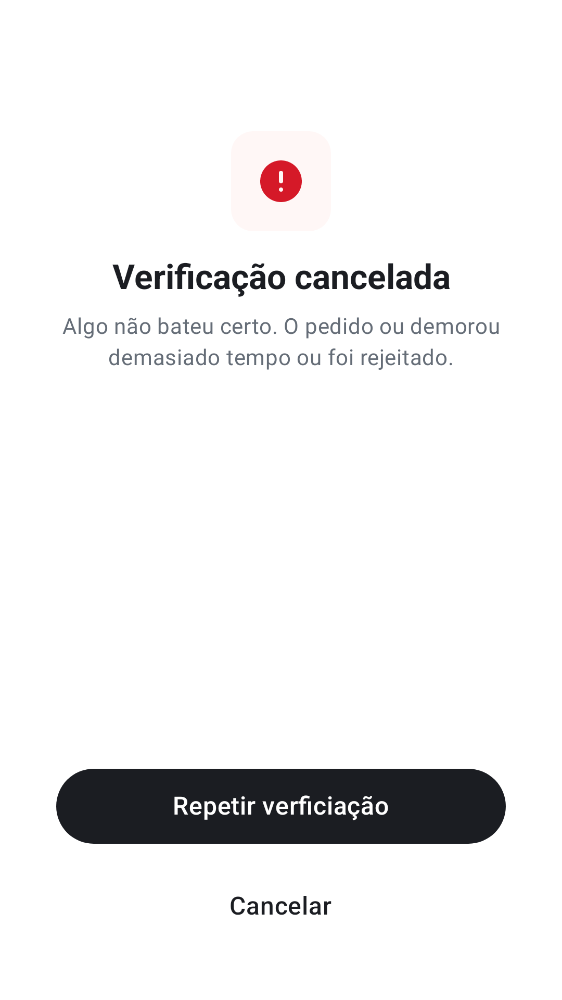 Verificação cancelada
Algo não bateu certo. O pedido ou demorou
demasiado tempo ou foi rejeitado.
Repetir verficiação
Cancelar